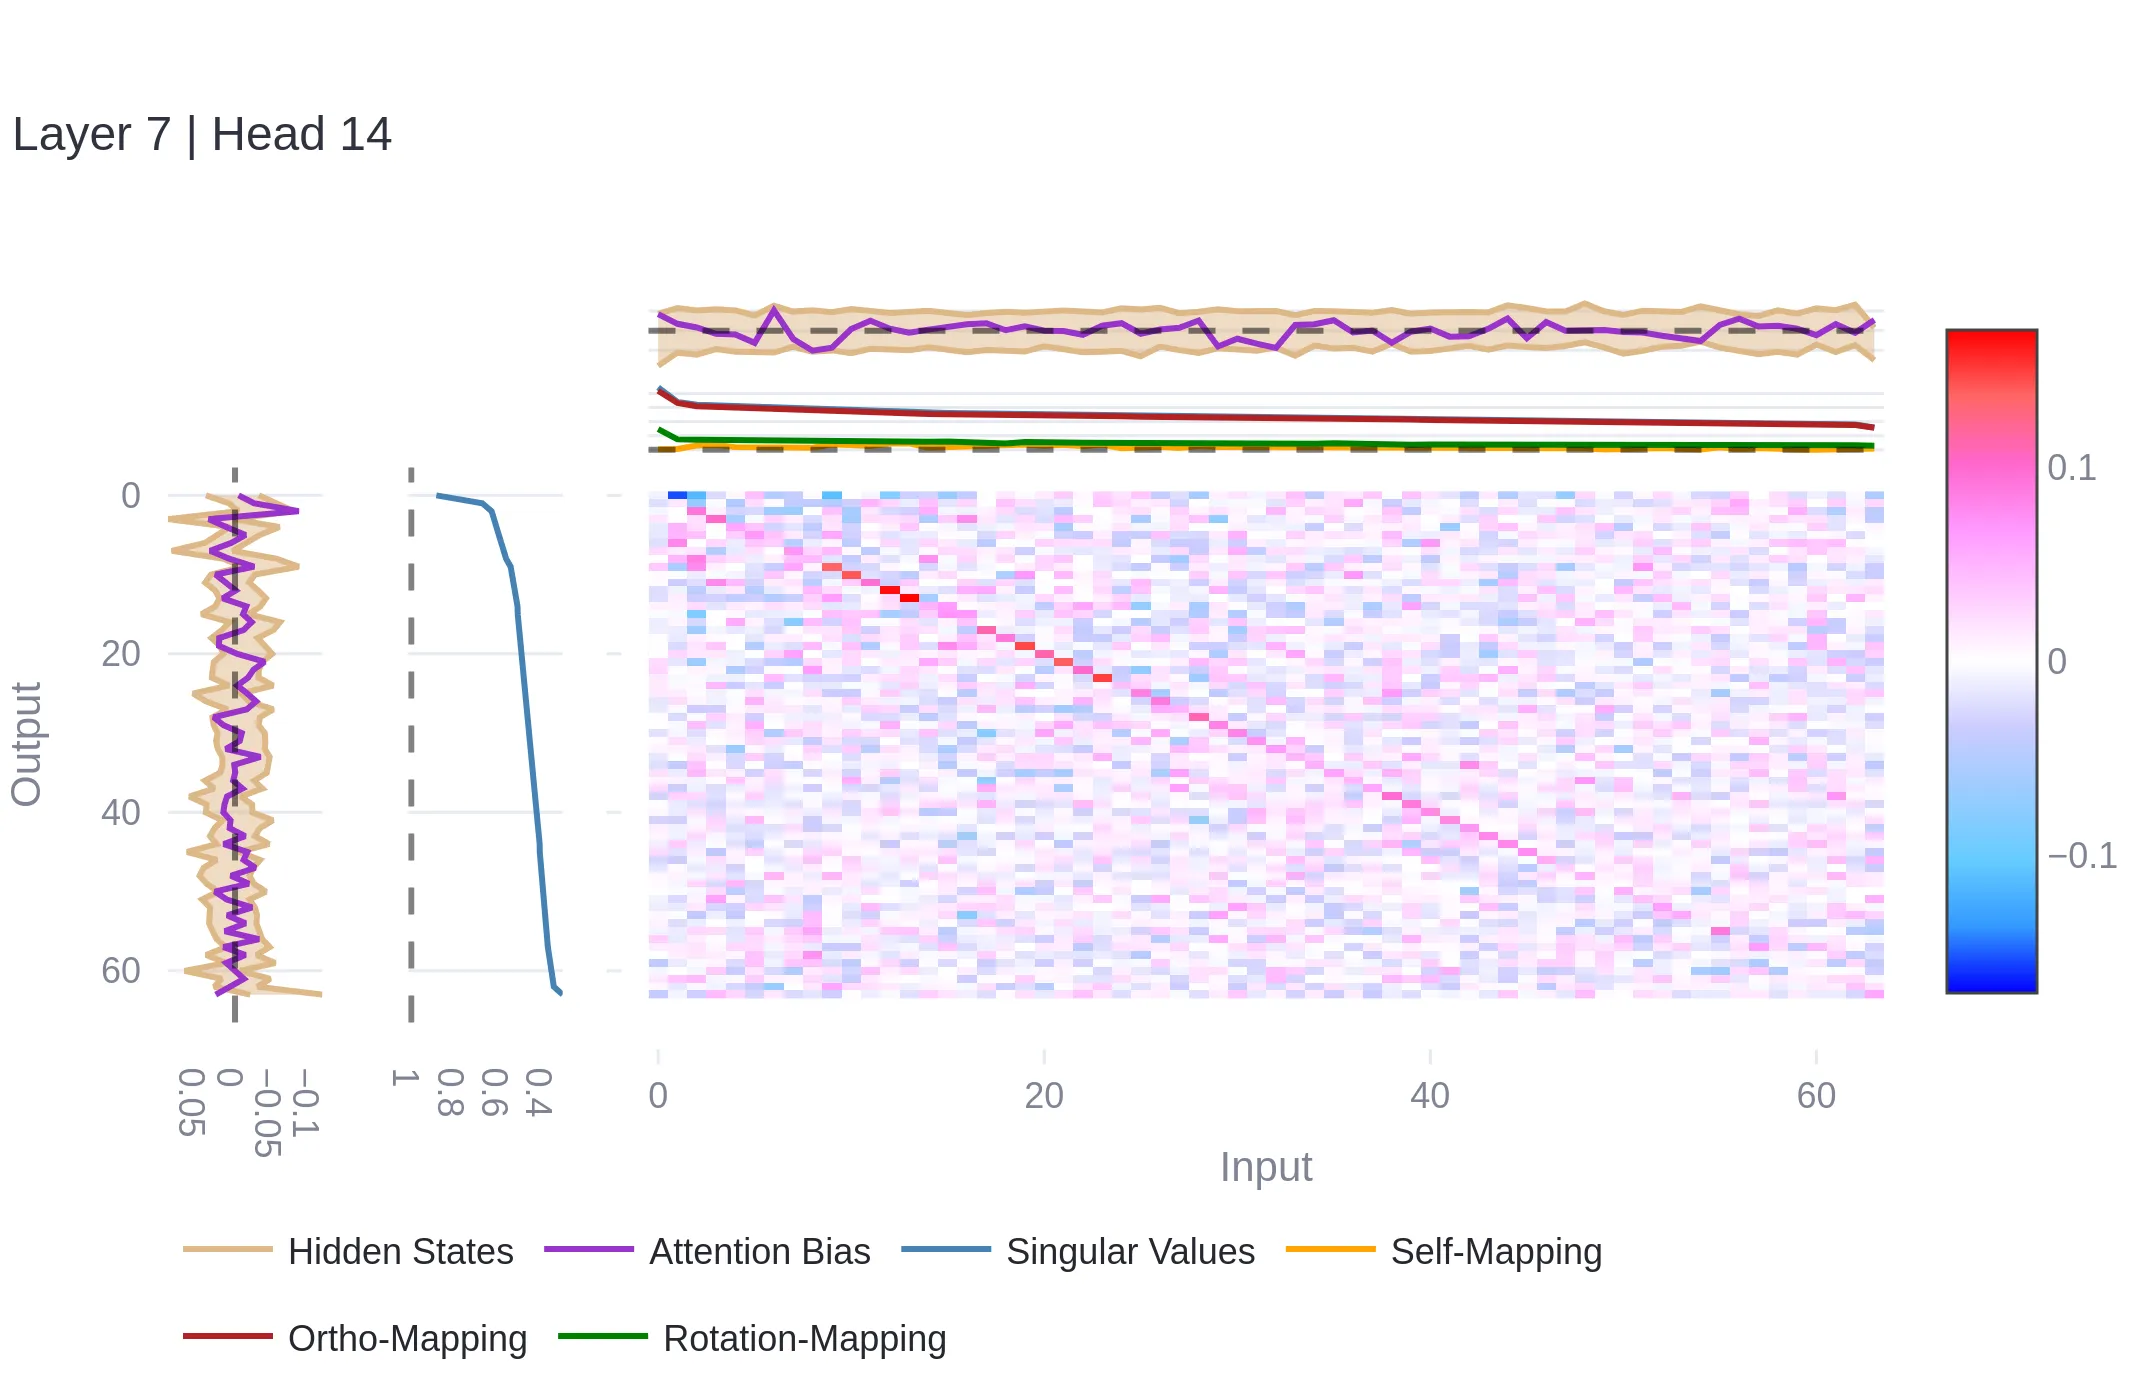 Layer 7 | Head 14
0
20
40
60
Output
0.05
0
−0.05
−0.1
1
0.8
0.6
0.4
0
20
40
60
Input
0.1
0
−0.1
Hidden States
Attention Bias
Singular Values
Self-Mapping
Ortho-Mapping
Rotation-Mapping